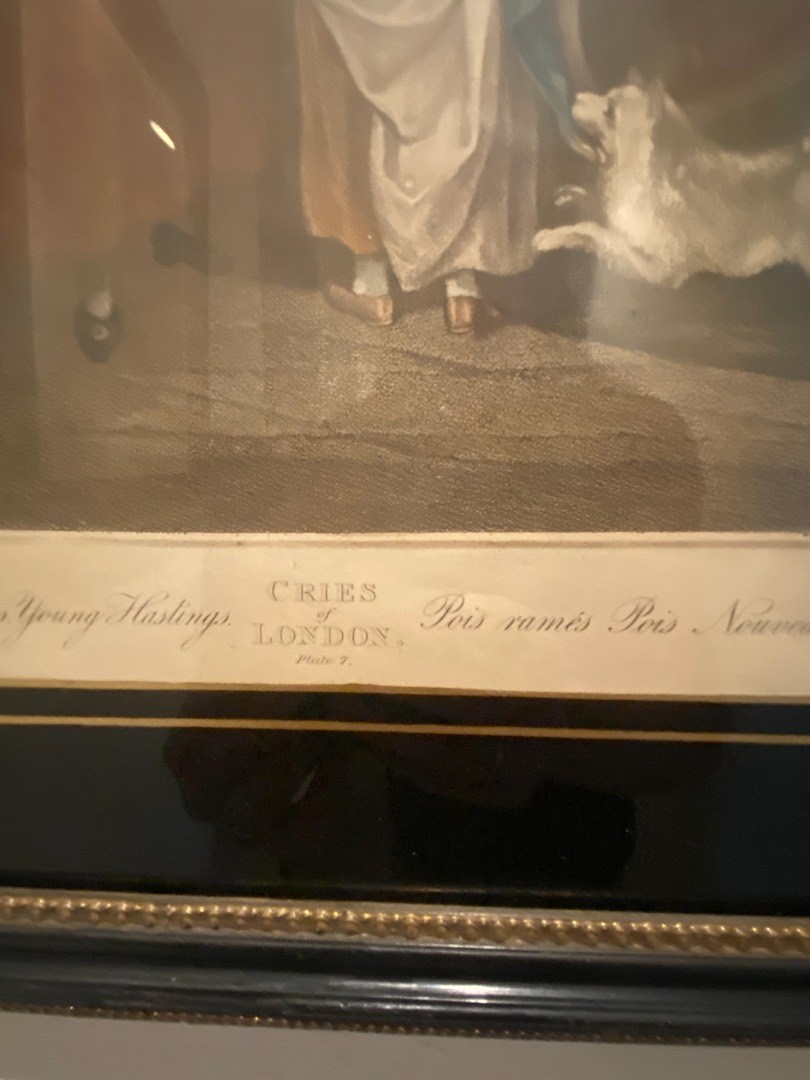 Young Hastings.
CRIES
of
LONDON,
Plate 7.
Pois ramés Pois